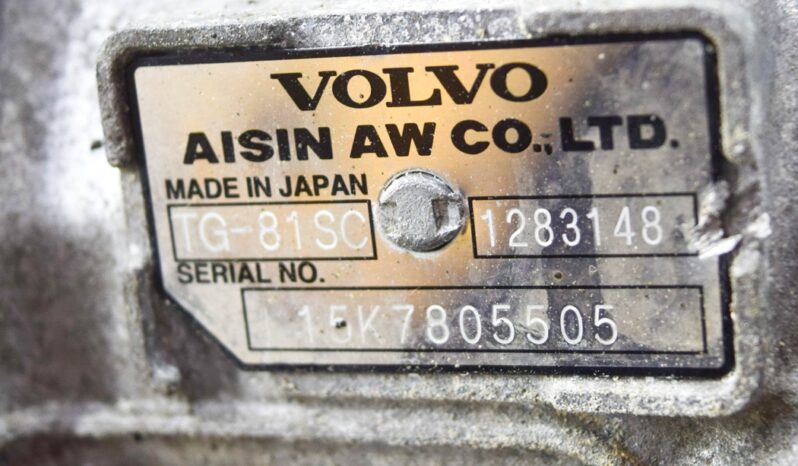 VOLVO
AISIN AW CO., LTD.
MADE IN JAPAN
TG-81SC 1283148
SERIAL NO.
15K7805505